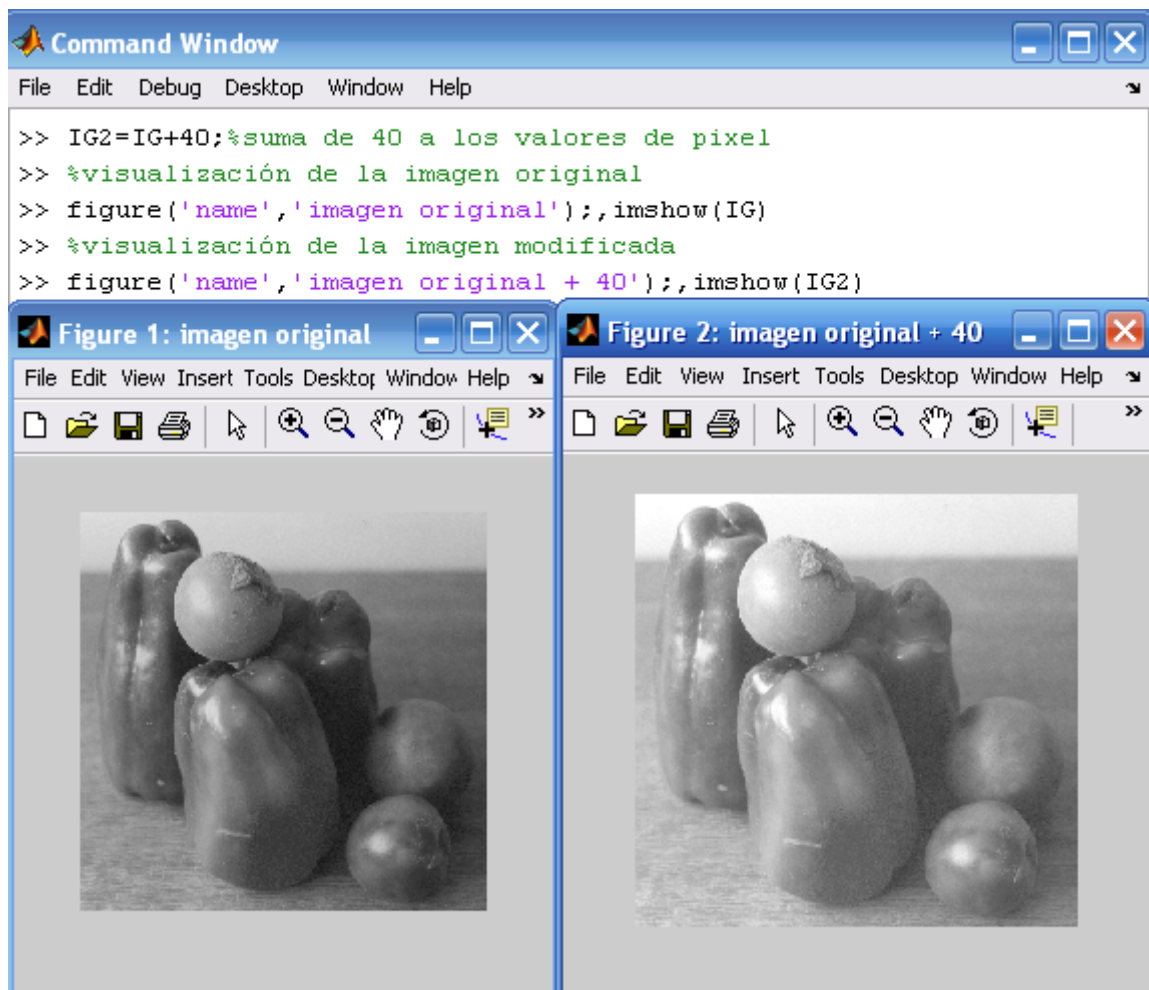 Command Window
File Edit Debug Desktop Window Help
>> IG2=IG+40;%suma de 40 a los valores de pixel
>> %visualización de la imagen original
>> figure('name','imagen original');,imshow(IG)
>> %visualización de la imagen modificada
>> figure('name','imagen original + 40');,imshow(IG2)
Figure 1: imagen original
File Edit View Insert Tools Desktop Window Help
Figure 2: imagen original + 40
File Edit View Insert Tools Desktop Window Help